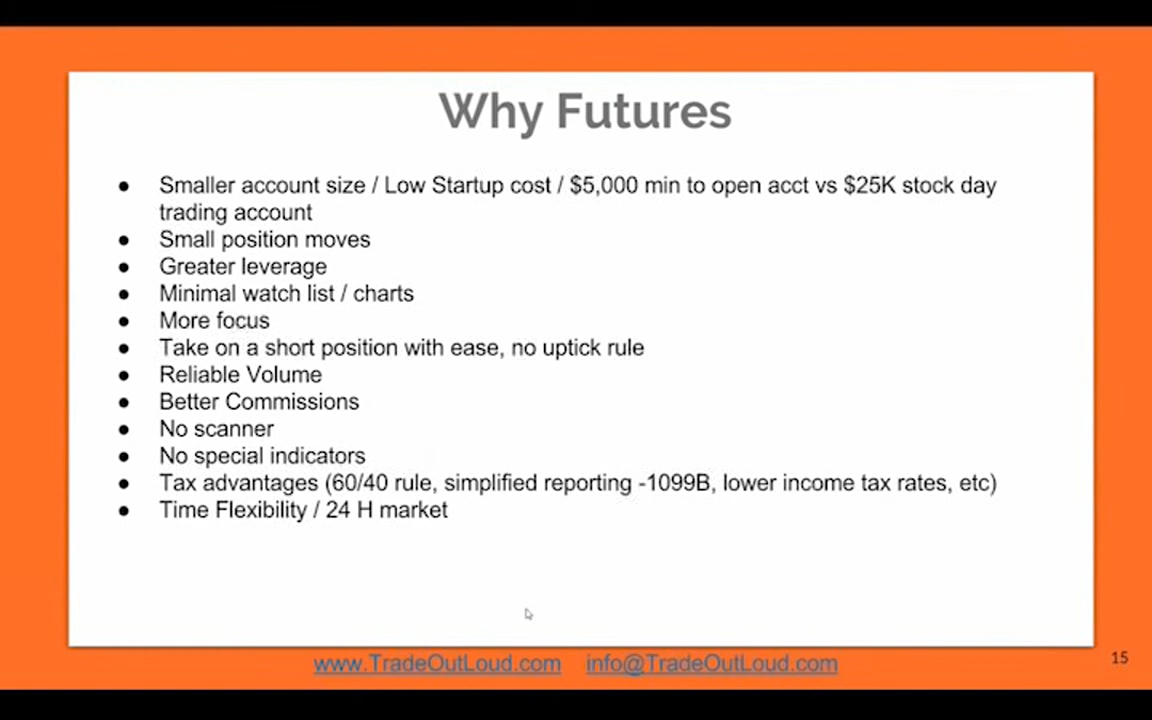 Why Futures
● Smaller account size / Low Startup cost / $5,000 min to open acct vs $25K stock day
trading account
● Small position moves
● Greater leverage
● Minimal watch list / charts
● More focus
● Take on a short position with ease, no uptick rule
● Reliable Volume
● Better Commissions
● No scanner
● No special indicators
● Tax advantages (60/40 rule, simplified reporting -1099B, lower income tax rates, etc)
● Time Flexibility / 24 H market
www.TradeOutLoud.com info@TradeOutLoud.com
15